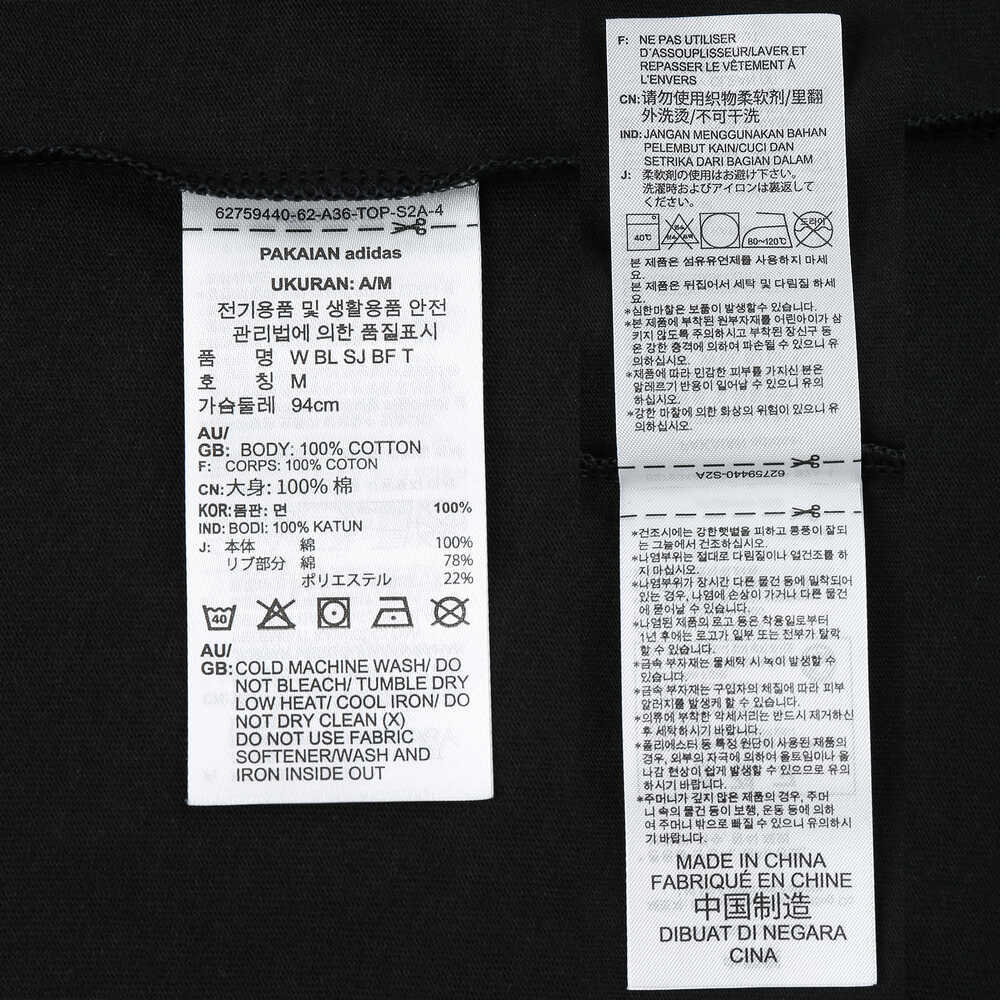 62759440-62-A36-TOP-S2A-4
PAKAIAN adidas
UKURAN: A/M
전기용품 및 생활용품 안전
관리법에 의한 품질표시
품 명 W BL SJ BF T
호 칭 M
가슴둘레 94cm
AU/
GB: BODY: 100% COTTON
F: CORPS: 100% COTON
CN:大身: 100% 棉
KOR:몸판: 면 100%
IND: BODI: 100% KATUN
J: 本体 綿 100%
リブ部分 綿 78%
ポリエステル 22%
40
AU/
GB: COLD MACHINE WASH/ DO
NOT BLEACH/ TUMBLE DRY
LOW HEAT/ COOL IRON/ DO
NOT DRY CLEAN (X)
DO NOT USE FABRIC
SOFTENER/WASH AND
IRON INSIDE OUT
F: NE PAS UTILISER
D'ASSOUPLISSEUR/LAVER ET
REPASSER LE VÊTEMENT À
L'ENVERS
CN:请勿使用织物柔软剂/里翻
外洗烫/不可干洗
IND: JANGAN MENGGUNAKAN BAHAN
PELEMBUT KAIN/CUCI DAN
SETRIKA DARI BAGIAN DALAM
J: 柔軟剤の使用はお避け下さい。
洗濯時およびアイロンは裏返して
ください。
40℃ 80~120℃ 드라이
본 제품은 섬유유연제를 사용하지 마세
요.
본 제품은 뒤집어서 세탁 및 다림질 하세
요.
*심한마찰은 보풀이 발생할수 있습니다.
*본 제품에 부착된 원부자재를 어린아이가 삼
키지 않도록 주의하시고 부착된 장신구 등
은 강한 충격에 의하여 파손될 수 있으니 유
의하십시오.
*제품에 따라 민감한 피부를 가지신 분은
알레르기 반응이 일어날 수 있으니 유의
하십시오.
*강한 마찰에 의한 화상의 위험이 있으니 유
의하십시오.
62759440-S2A
*건조시에는 강한햇볕을 피하고 통풍이 잘되
는 그늘에서 건조하십시오.
*나염부위는 절대로 다림질이나 열건조를 하
지 마십시오.
*나염부위가 장시간 다른 물건 등에 밀착되어
있는 경우, 나염에 손상이 가거나 다른 물건
에 묻어날 수 있습니다.
*나염된 제품의 로고 등은 착용일로부터
1년 후에는 로고가 일부 또는 전부가 탈락
할 수 있습니다.
*금속 부자재는 물세탁 시 녹이 발생할 수
있습니다.
*금속 부자재는 구입자의 체질에 따라 피부
알러지를 발생케 할 수 있습니다.
*의류에 부착한 악세서리는 반드시 제거하신
후 세탁하시기 바랍니다.
*폴리에스터 등 특정 원단이 사용된 제품의
경우, 외부의 자극에 의하여 올트임이나 올
나감 현상이 쉽게 발생할 수 있으므로 유의
하시기 바랍니다.
*주머니가 깊지 않은 제품의 경우, 주머
니 속의 물건 등이 보행, 운동 등에 의하
여 주머니 밖으로 빠질 수 있으니 유의하시
기 바랍니다.
MADE IN CHINA
FABRIQUÉ EN CHINE
中国制造
DIBUAT DI NEGARA
CINA